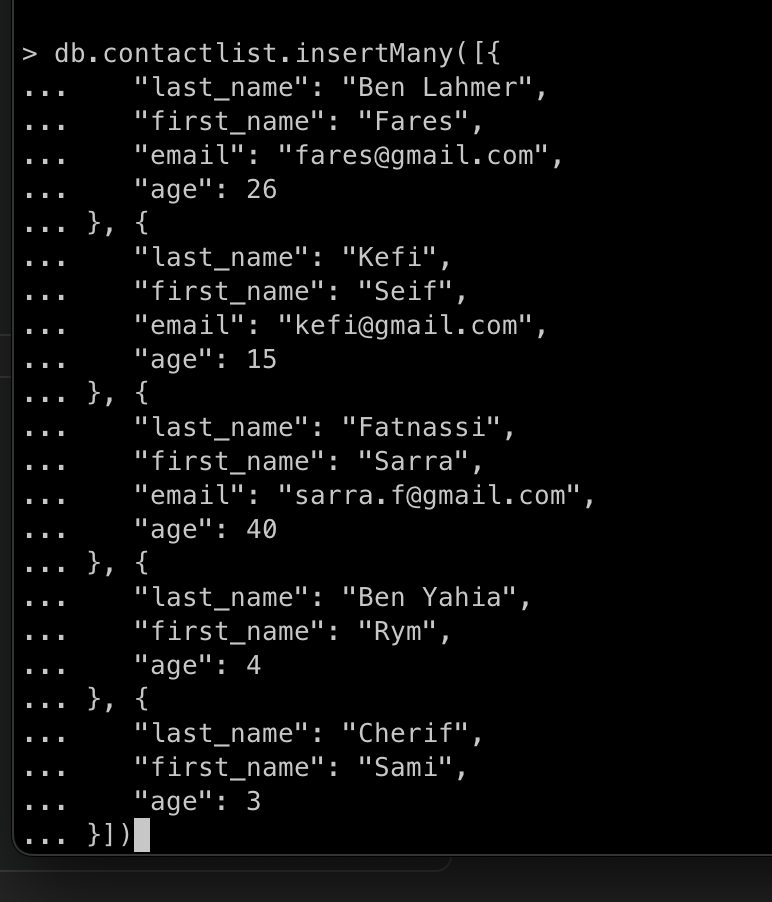 > db.contactlist.insertMany([{
...    "last_name": "Ben Lahmer",
...    "first_name": "Fares",
...    "email": "fares@gmail.com",
...    "age": 26
... }, {
...    "last_name": "Kefi",
...    "first_name": "Seif",
...    "email": "kefi@gmail.com",
...    "age": 15
... }, {
...    "last_name": "Fatnassi",
...    "first_name": "Sarra",
...    "email": "sarra.f@gmail.com",
...    "age": 40
... }, {
...    "last_name": "Ben Yahia",
...    "first_name": "Rym",
...    "age": 4
... }, {
...    "last_name": "Cherif",
...    "first_name": "Sami",
...    "age": 3
... }])